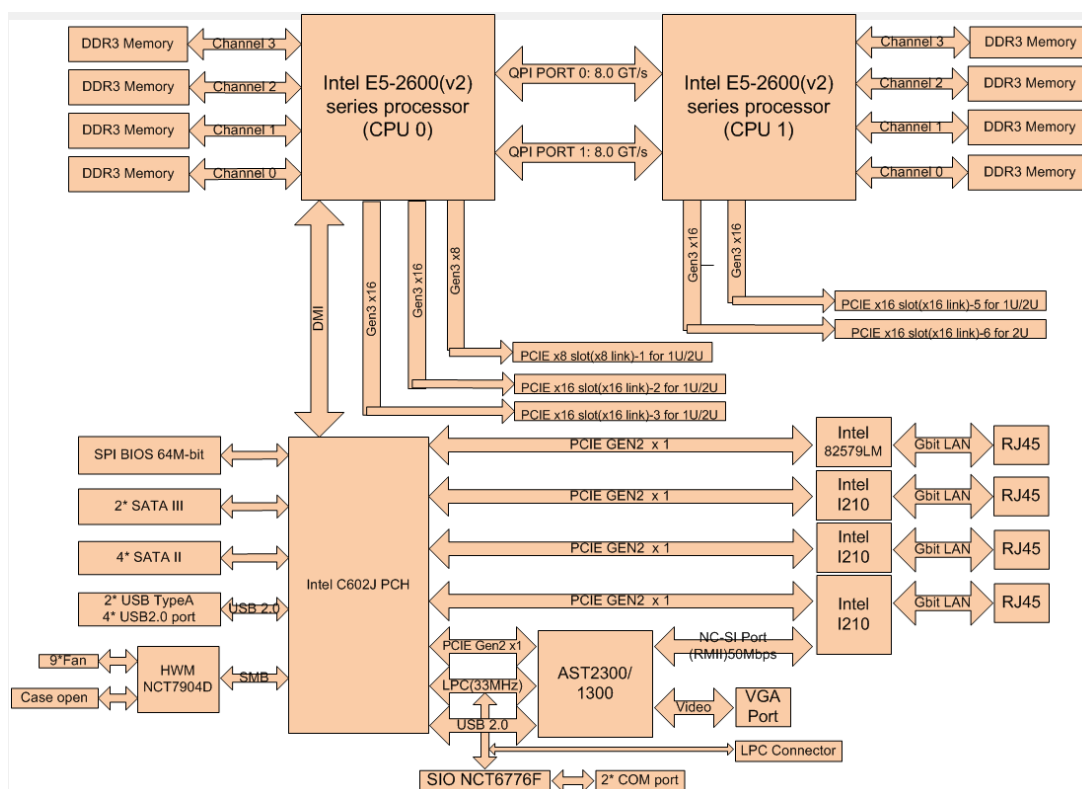 DDR3 Memory
Channel 3
DDR3 Memory
Channel 2
DDR3 Memory
Channel 1
DDR3 Memory
Channel 0
Intel E5-2600(v2)
series processor
(CPU 0)
QPI PORT 0: 8.0 GT/s
QPI PORT 1: 8.0 GT/s
Intel E5-2600(v2)
series processor
(CPU 1)
Channel 3
DDR3 Memory
Channel 2
DDR3 Memory
Channel 1
DDR3 Memory
Channel 0
DDR3 Memory
DMI
Gen3 x16
Gen3 x16
Gen3 x8
Gen3 x16
Gen3 x16
PCIE x16 slot(x16 link)-5 for 1U/2U
PCIE x16 slot(x16 link)-6 for 2U
PCIE x8 slot(x8 link)-1 for 1U/2U
PCIE x16 slot(x16 link)-2 for 1U/2U
PCIE x16 slot(x16 link)-3 for 1U/2U
SPI BIOS 64M-bit
2* SATA III
4* SATA II
2* USB TypeA
4* USB2.0 port
USB 2.0
9*Fan
Case open
HWM
NCT7904D
SMB
Intel C602J PCH
PCIE GEN2 x 1
Intel
82579LM
Gbit LAN
RJ45
PCIE GEN2 x 1
Intel
I210
Gbit LAN
RJ45
PCIE GEN2 x 1
Intel
I210
Gbit LAN
RJ45
PCIE GEN2 x 1
Intel
I210
Gbit LAN
RJ45
PCIE Gen2 x1
LPC(33MHz)
USB 2.0
AST2300/
1300
NC-SI Port
(RMII)50Mbps
Video
VGA
Port
LPC Connector
SIO NCT6776F
2* COM port